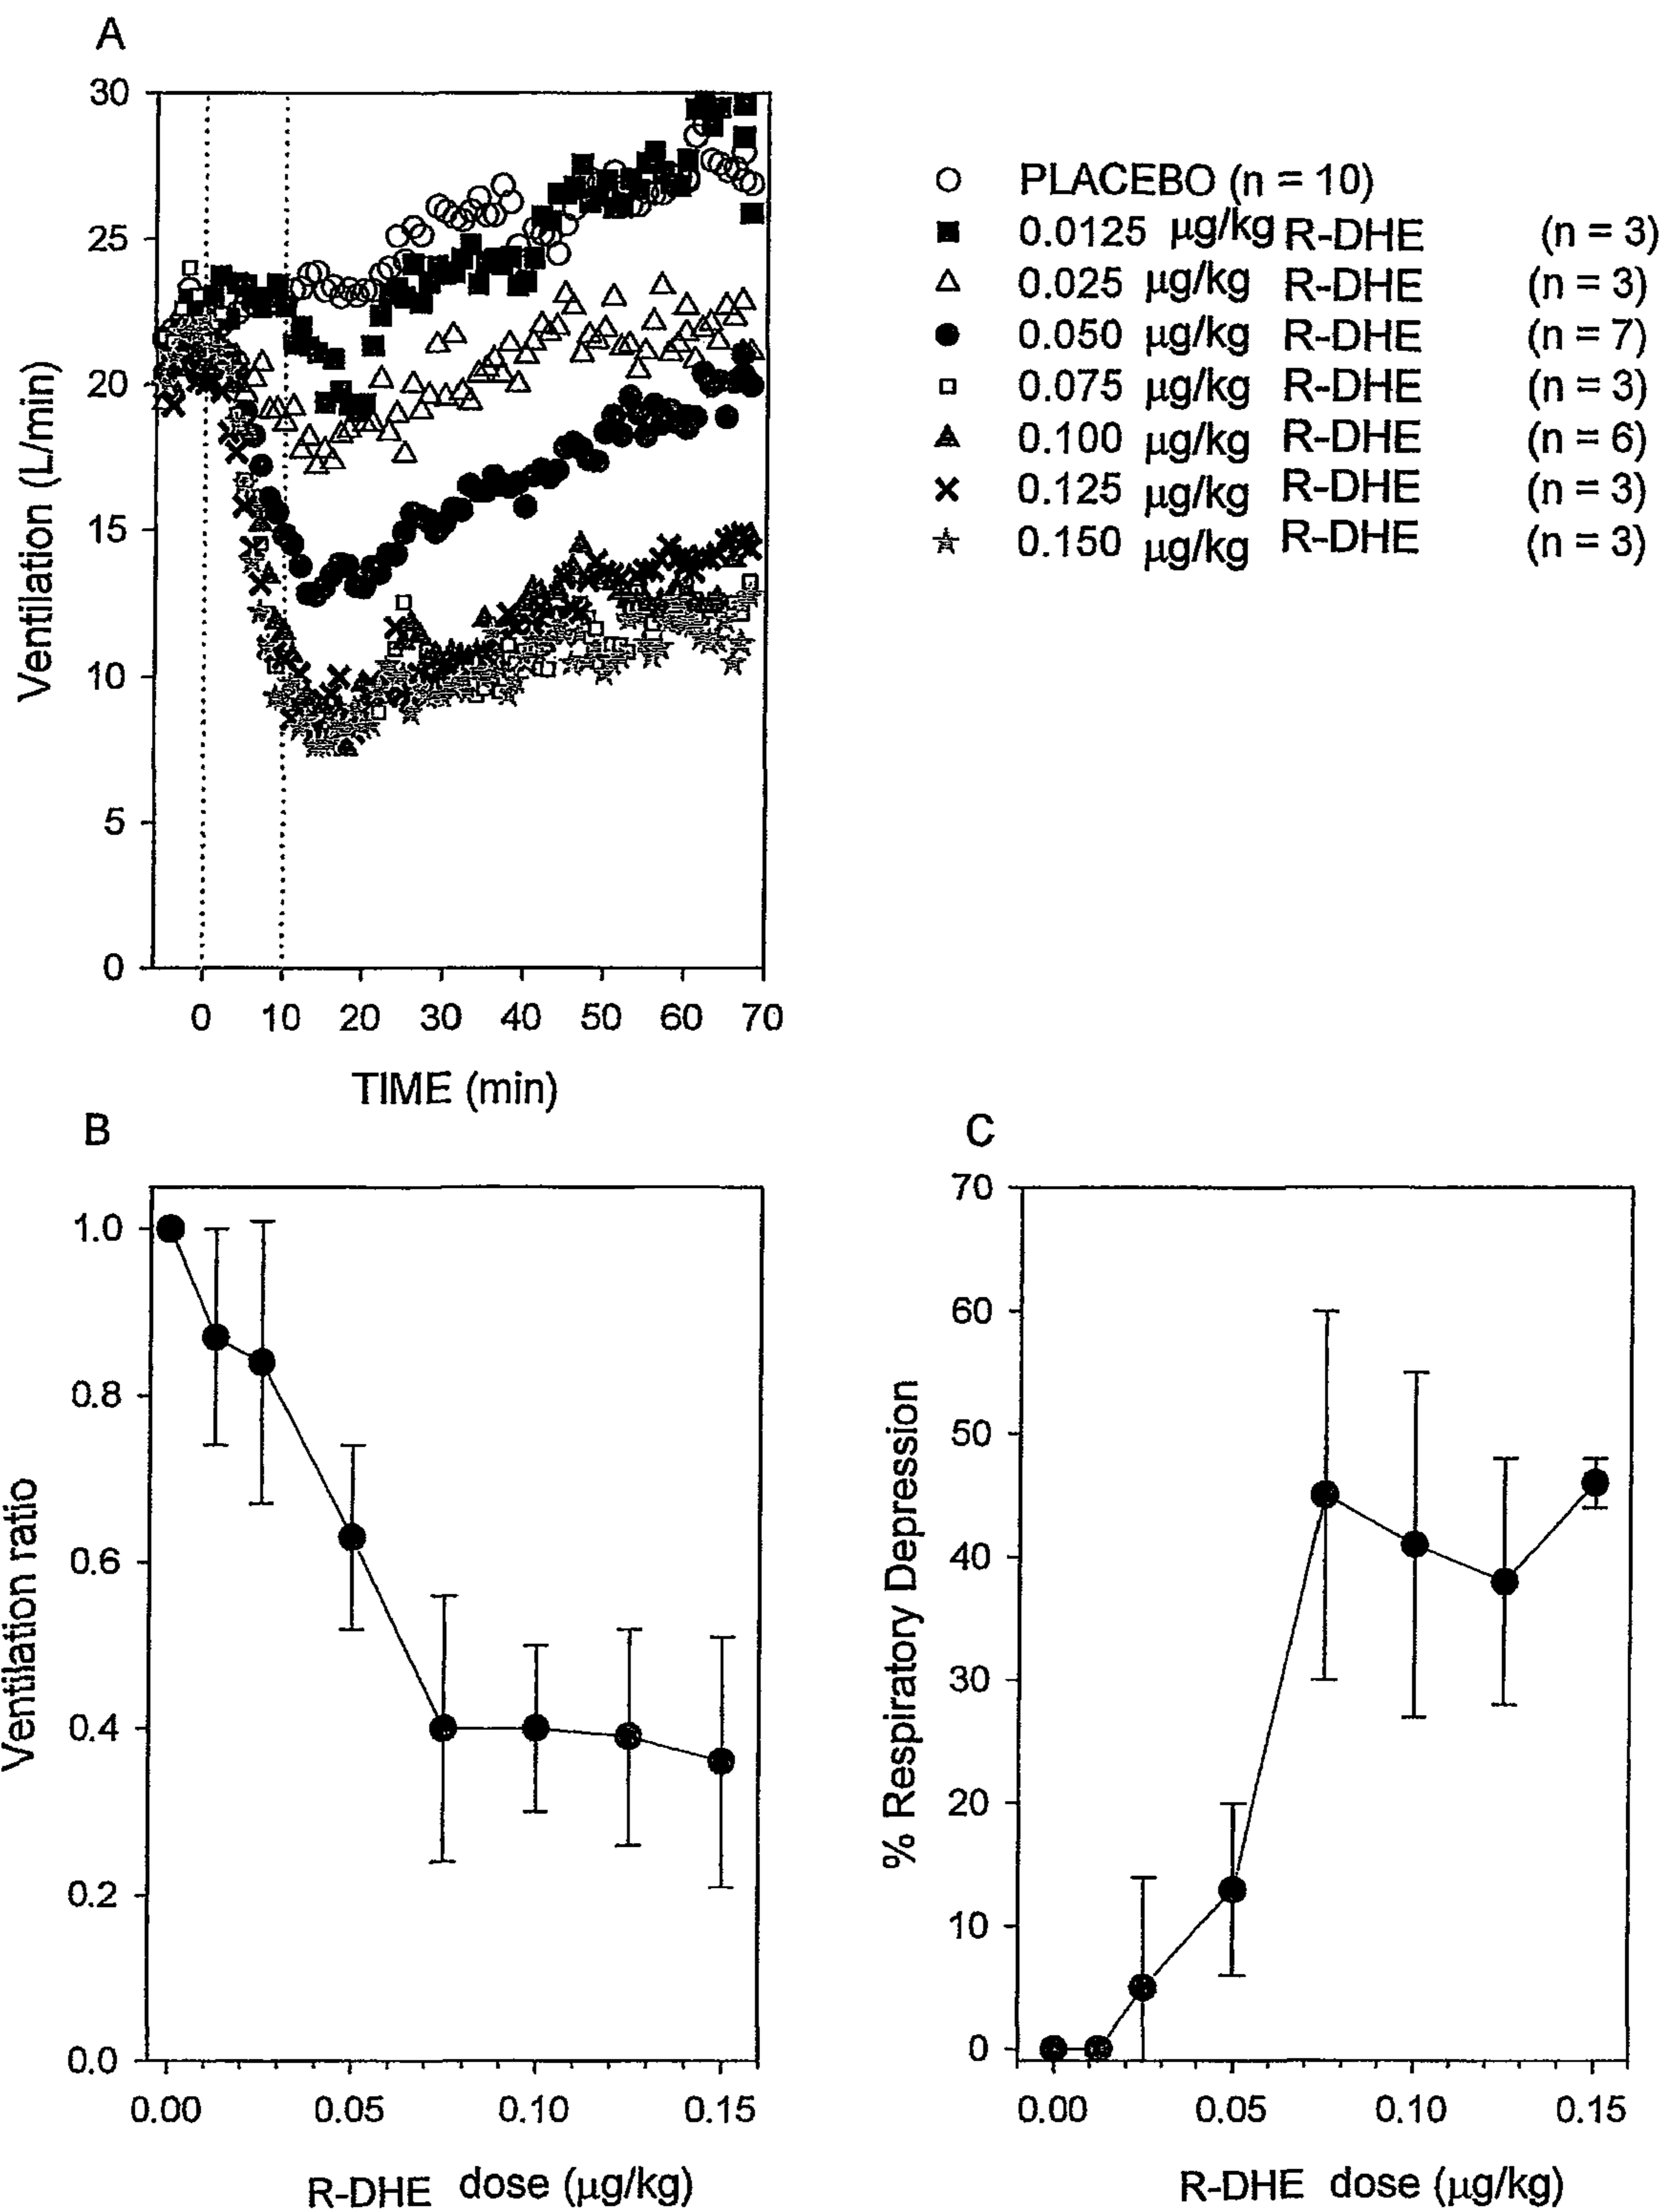 A
30
25
20
15
10
5
0
Ventilation (L/min)
0 10 20 30 40 50 60 70
TIME (min)
PLACEBO (n = 10)
0.0125 μg/kg R-DHE (n = 3)
0.025 μg/kg R-DHE (n = 3)
0.050 μg/kg R-DHE (n = 7)
0.075 μg/kg R-DHE (n = 3)
0.100 μg/kg R-DHE (n = 6)
0.125 μg/kg R-DHE (n = 3)
0.150 μg/kg R-DHE (n = 3)
B
1.0
0.8
0.6
0.4
0.2
0.0
Ventilation ratio
0.00 0.05 0.10 0.15
R-DHE dose (μg/kg)
C
70
60
50
40
30
20
10
0
% Respiratory Depression
0.00 0.05 0.10 0.15
R-DHE dose (μg/kg)